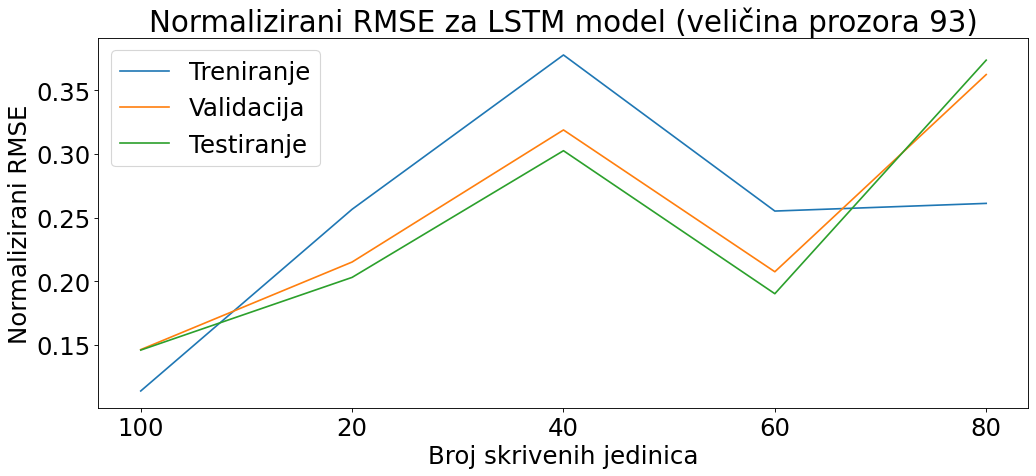 Normalizirani RMSE za LSTM model (veličina prozora 93)
Treniranje
Validacija
Testiranje
Normalizirani RMSE
0.35
0.30
0.25
0.20
0.15
100 20 40 60 80
Broj skrivenih jedinica